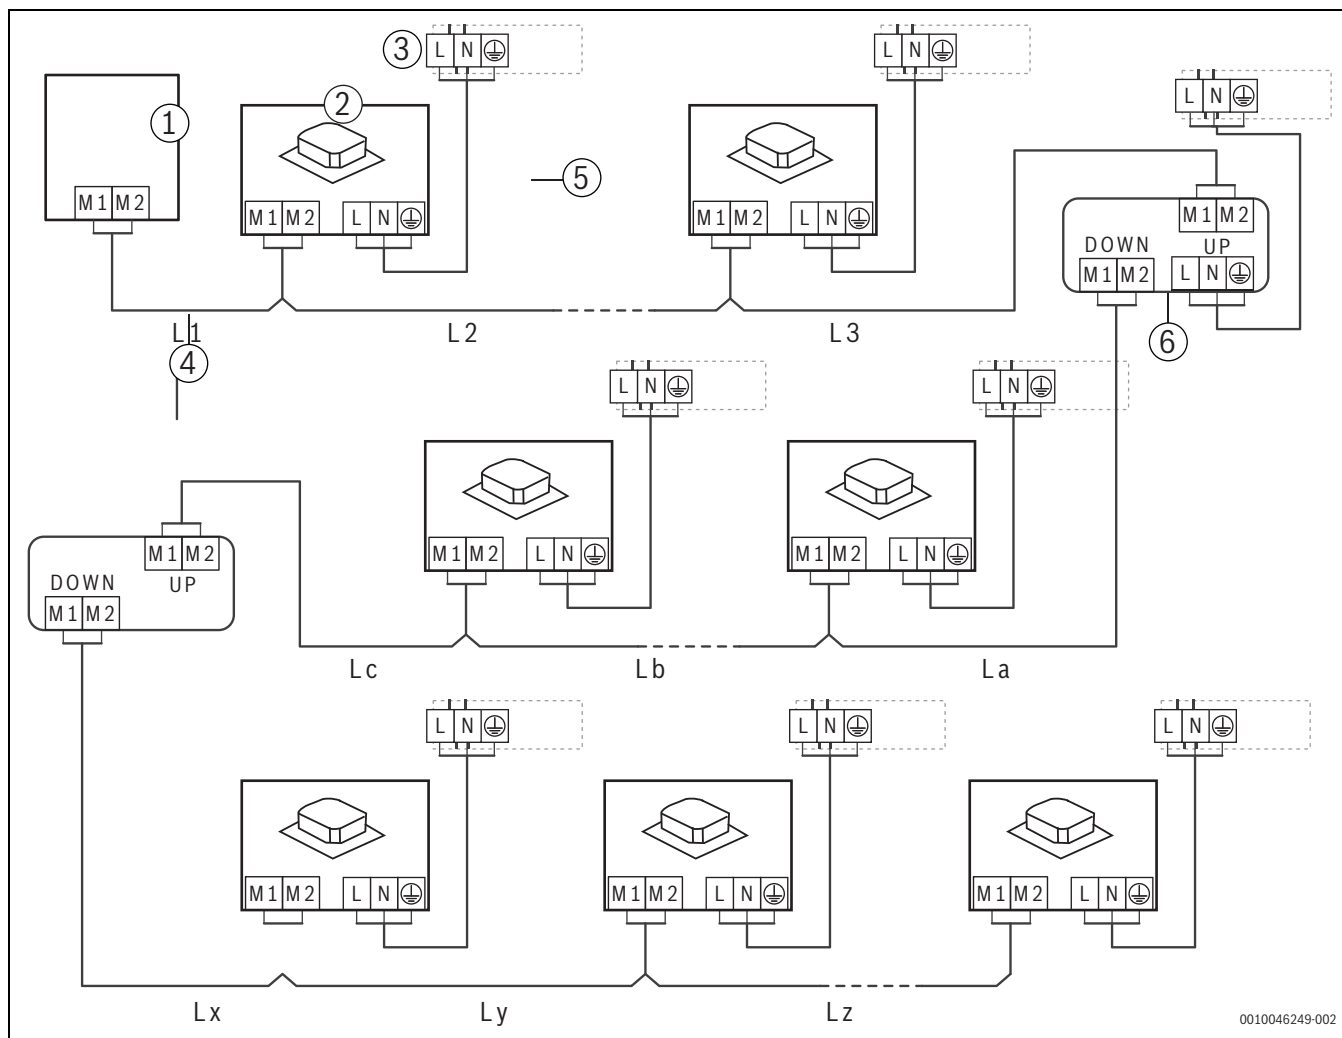 L N
3
L N
L N
2
1
5
M1 M2
M1 M2 L N
M1 M2 L N
M1 M2
DOWN UP
M1 M2 L N
L1 L2 L3
6
4
L N
L N
M1 M2 L N
M1 M2 L N
M1 M2
DOWN UP
M1 M2
Lc Lb La
L N
L N
L N
M1 M2 L N
M1 M2 L N
M1 M2 L N
Lx Ly Lz
0010046249-002